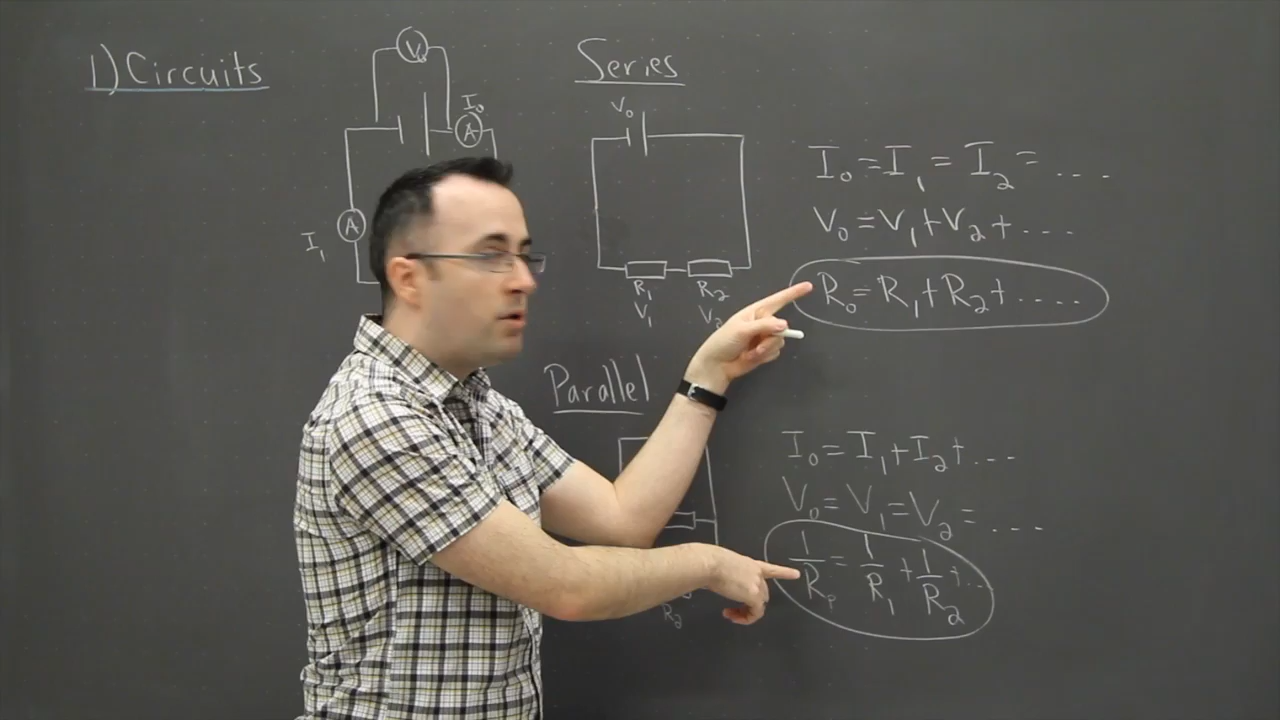 1) Circuits
V
I₀
A
A
I₁
Series
V₀
R₁ R₂
V₁ V₂
I₀ = I₁ = I₂ = ....
V₀ = V₁ + V₂ + ....
R₀ = R₁ + R₂ + ....
Parallel
R₂
I₀ = I₁ + I₂ + ...
V₀ = V₁ = V₂ = ...
1/Rₚ = 1/R₁ + 1/R₂ + ..